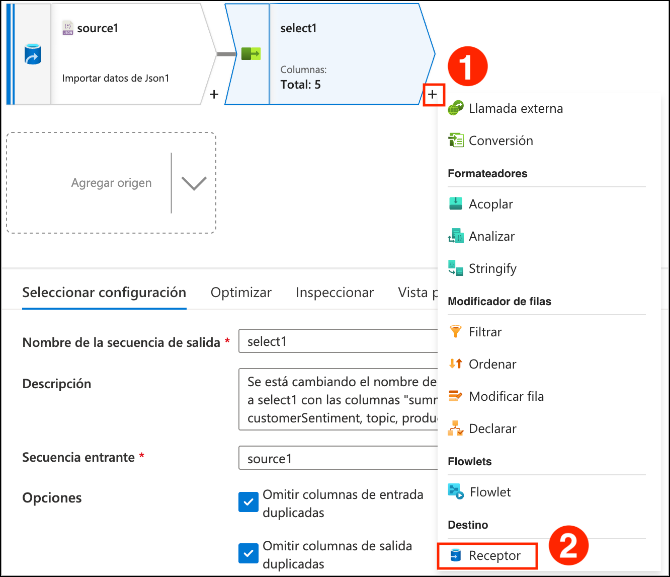 source1
Importar datos de Json1
+
select1
Columnas:
Total: 5
+
1
Agregar origen
Llamada externa
Conversión
Formateadores
Acoplar
Analizar
Stringify
Modificador de filas
Filtrar
Ordenar
Modificar fila
Declarar
Flowlets
Flowlet
Destino
Receptor
2
Seleccionar configuración
Optimizar
Inspeccionar
Vista p
Nombre de la secuencia de salida *
select1
Descripción
Se está cambiando el nombre de
a select1 con las columnas "summ
customerSentiment, topic, produc
Secuencia entrante *
source1
Opciones
Omitir columnas de entrada
duplicadas
Omitir columnas de salida
duplicadas